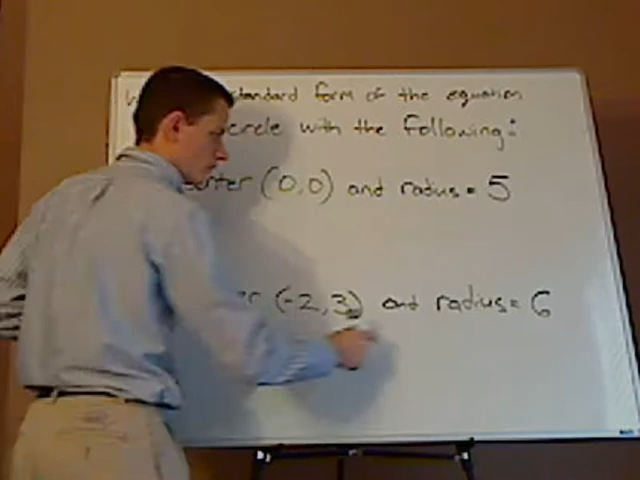 standard form of the equation
circle with the following:
center (0,0) and radius = 5
(-2,3) and radius = 6